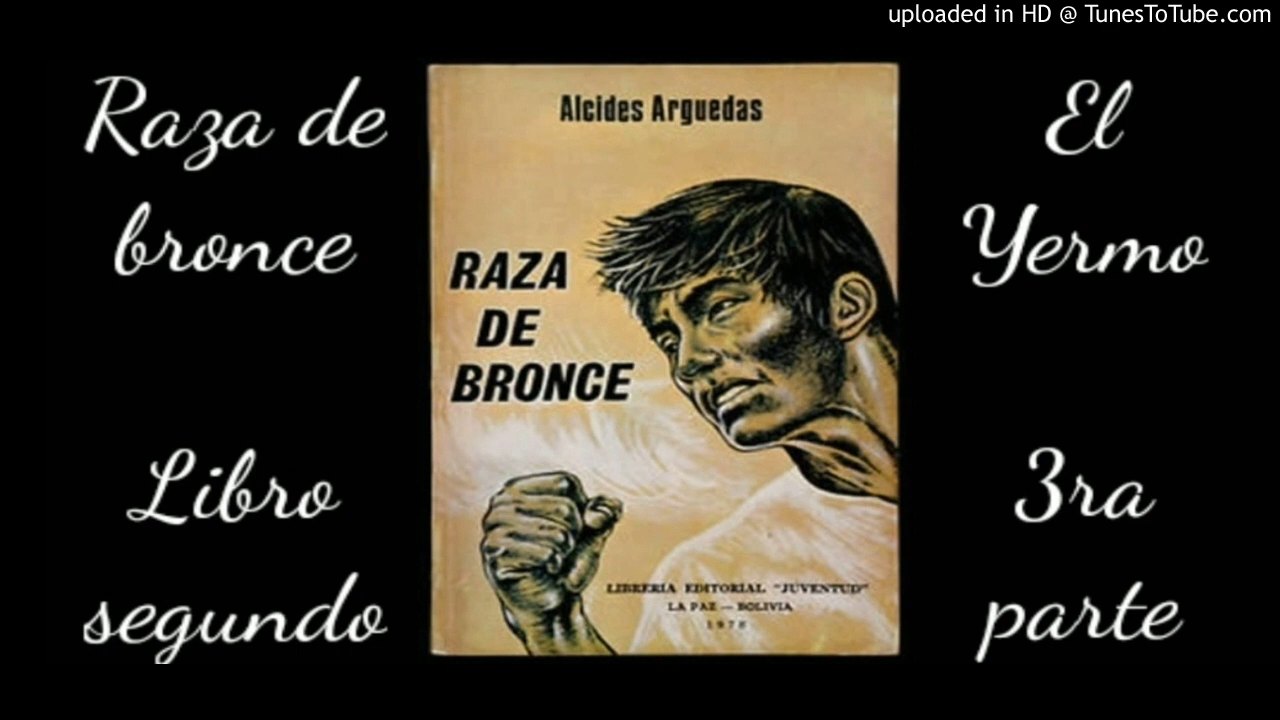 uploaded in HD @ TunesToTube.com
Raza de
bronce
Libro
segundo
Alcides Arguedas
RAZA
DE
BRONCE
LIBRERIA EDITORIAL "JUVENTUD"
LA PAZ — BOLIVIA
El
Yermo
3ra
parte